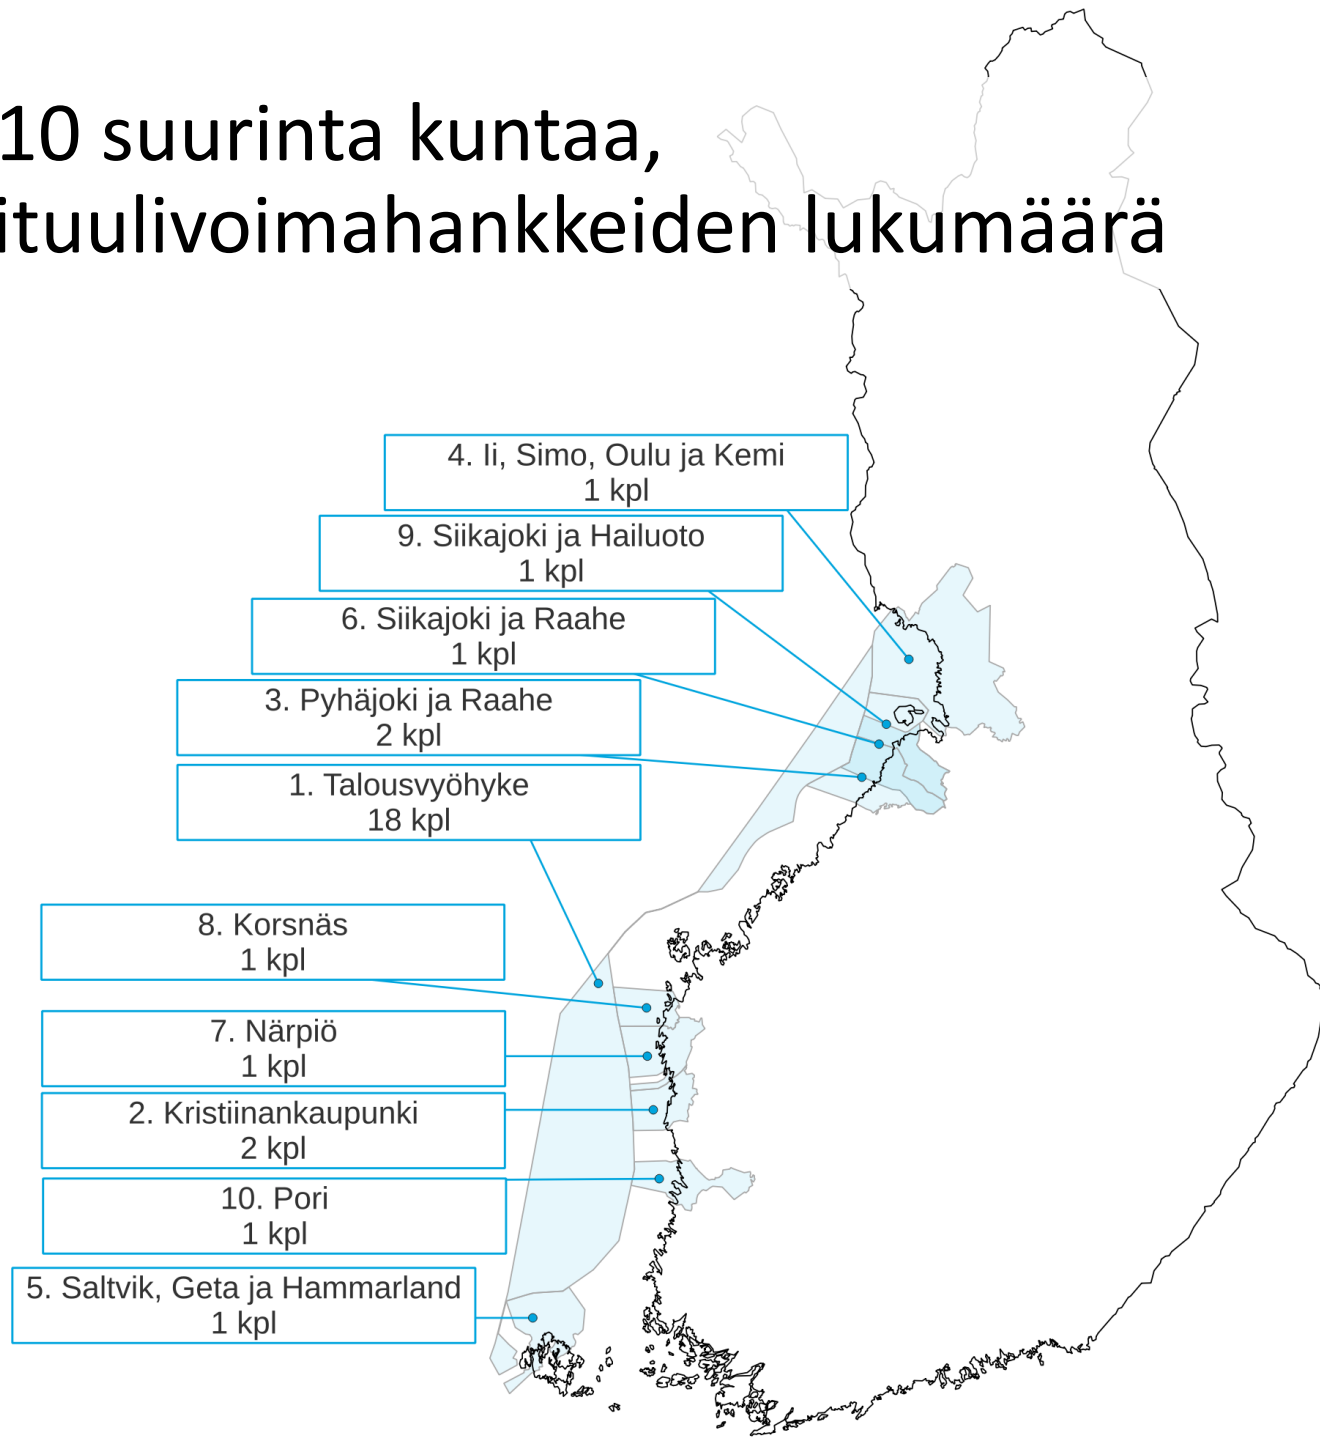 10 suurinta kuntaa,
ituulivoimahankkeiden lukumäärä
4. Ii, Simo, Oulu ja Kemi
1 kpl
9. Siikajoki ja Hailuoto
1 kpl
6. Siikajoki ja Raahe
1 kpl
3. Pyhäjoki ja Raahe
2 kpl
1. Talousvyöhyke
18 kpl
8. Korsnäs
1 kpl
7. Närpiö
1 kpl
2. Kristiinankaupunki
2 kpl
10. Pori
1 kpl
5. Saltvik, Geta ja Hammarland
1 kpl